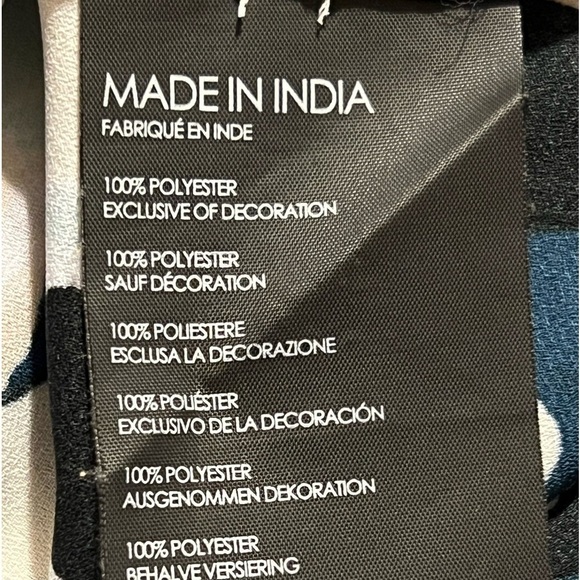 MADE IN INDIA
FABRIQUÉ EN INDE
100% POLYESTER
EXCLUSIVE OF DECORATION
100% POLYESTER
SAUF DÉCORATION
100% POLIESTERE
ESCLUSA LA DECORAZIONE
100% POLIÉSTER
EXCLUSIVO DE LA DECORACIÓN
100% POLYESTER
AUSGENOMMEN DEKORATION
100% POLYESTER
BEHALVE VERSIERING